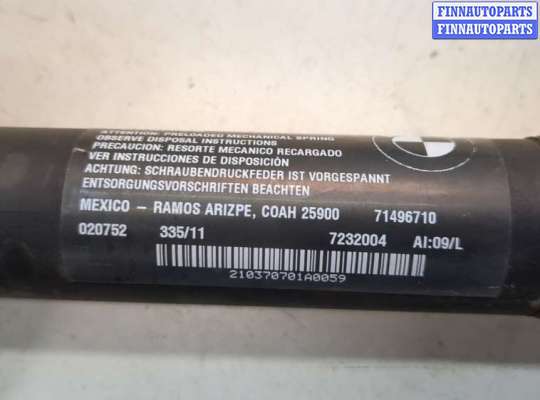 FINNAUTOPARTS
FINNAUTOPARTS
ATTENTION: PRELOADED MECHANICAL SPRING
OBSERVE DISPOSAL INSTRUCTIONS
PRECAUCION: RESORTE MECANICO RECARGADO
VER INSTRUCCIONES DE DISPOSICIÓN
ACHTUNG: SCHRAUBENDRUCKFEDER IST VORGESPANNT
ENTSORGUNGSVORSCHRIFTEN BEACHTEN
MEXICO – RAMOS ARIZPE, COAH 25900 71496710
020752 335/11 7232004 AI:09/L
210370701A0059